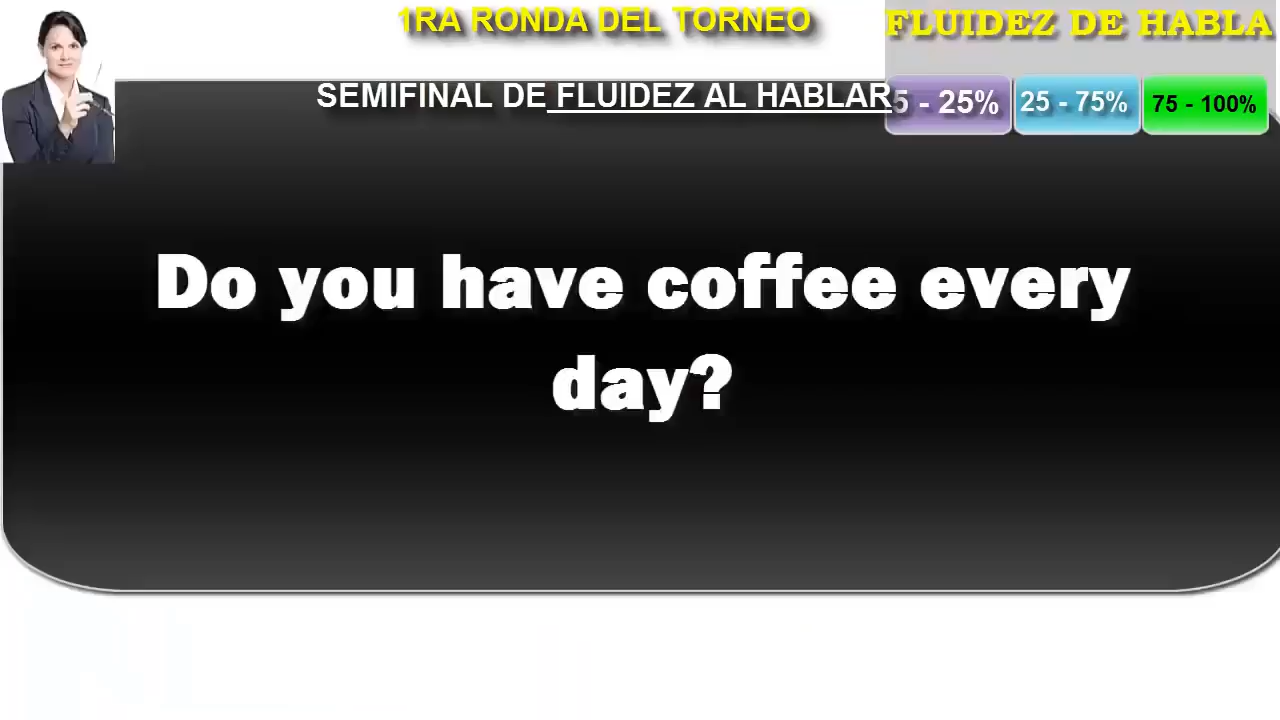 1RA RONDA DEL TORNEO
FLUIDEZ DE HABLA
SEMIFINAL DE FLUIDEZ AL HABLAR
5 - 25%
25 - 75%
75 - 100%
Do you have coffee every
day?